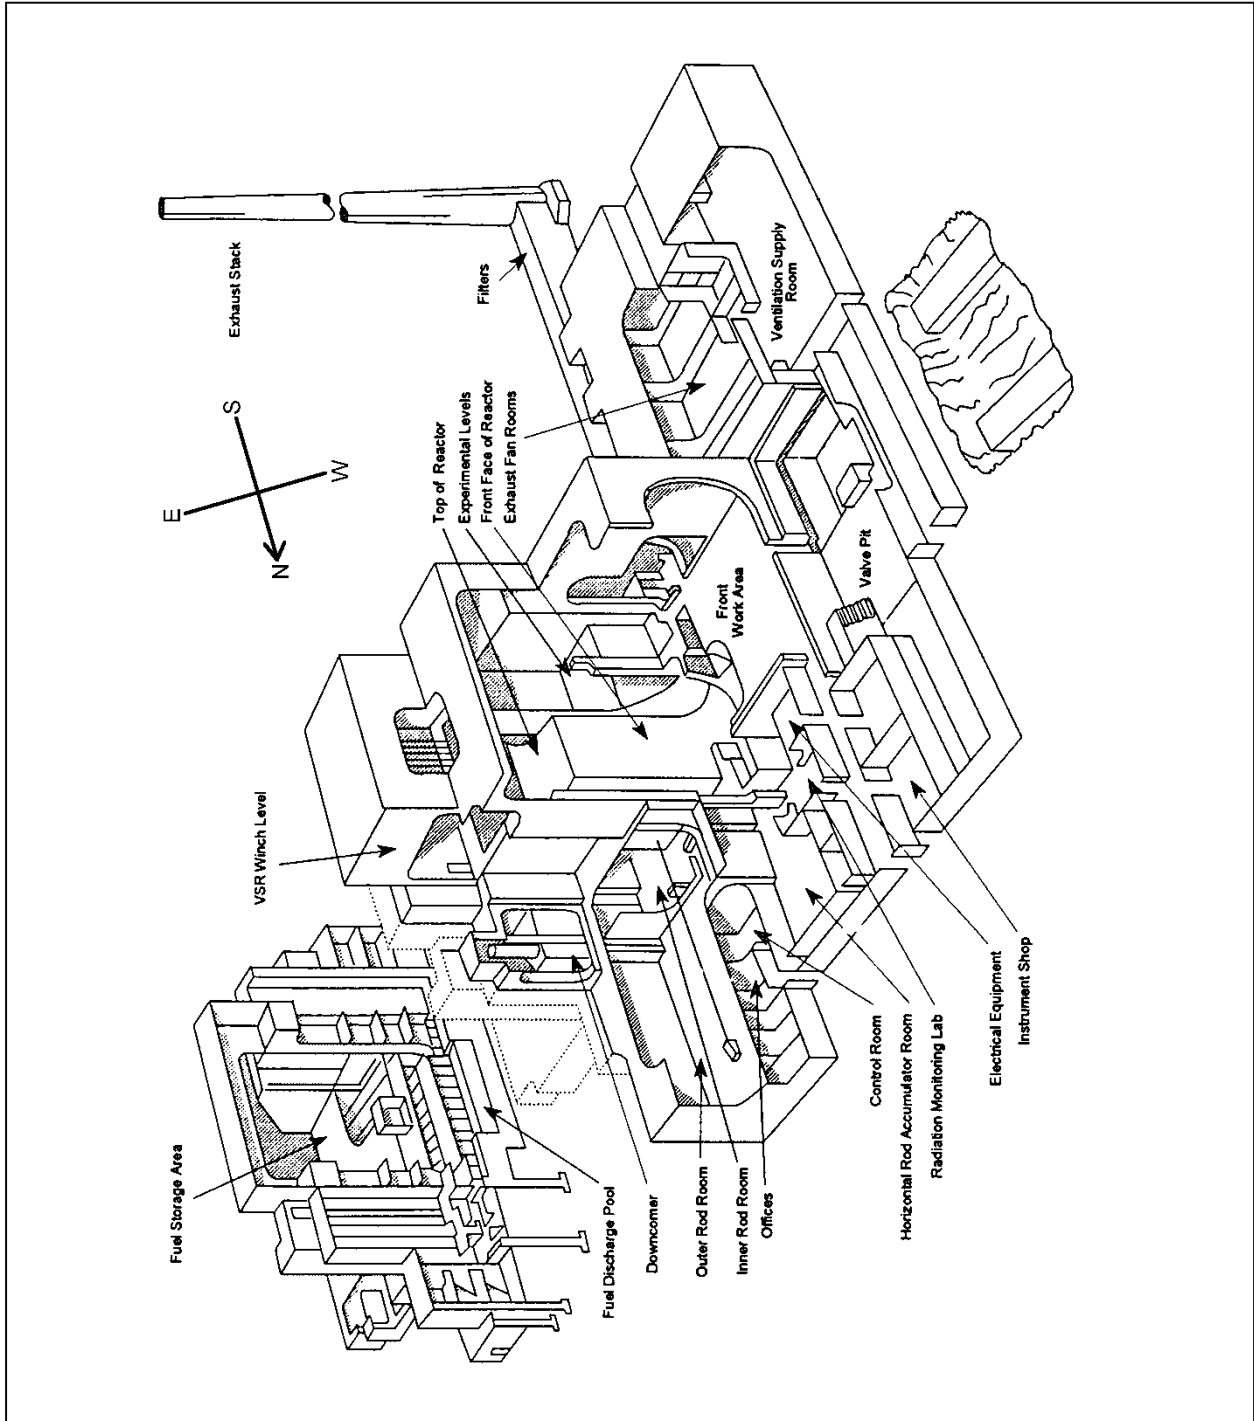 Exhaust Stack
E
S
N
W
Filters
Top of Reactor
Experimental Levels
Front Face of Reactor
Exhaust Fan Rooms
Ventilation Supply
Room
Front
Work Area
Valve Pit
VSR Winch Level
Fuel Storage Area
Fuel Discharge Pool
Downcomer
Outer Rod Room
Inner Rod Room
Offices
Control Room
Horizontal Rod Accumulator Room
Radiation Monitoring Lab
Electrical Equipment
Instrument Shop